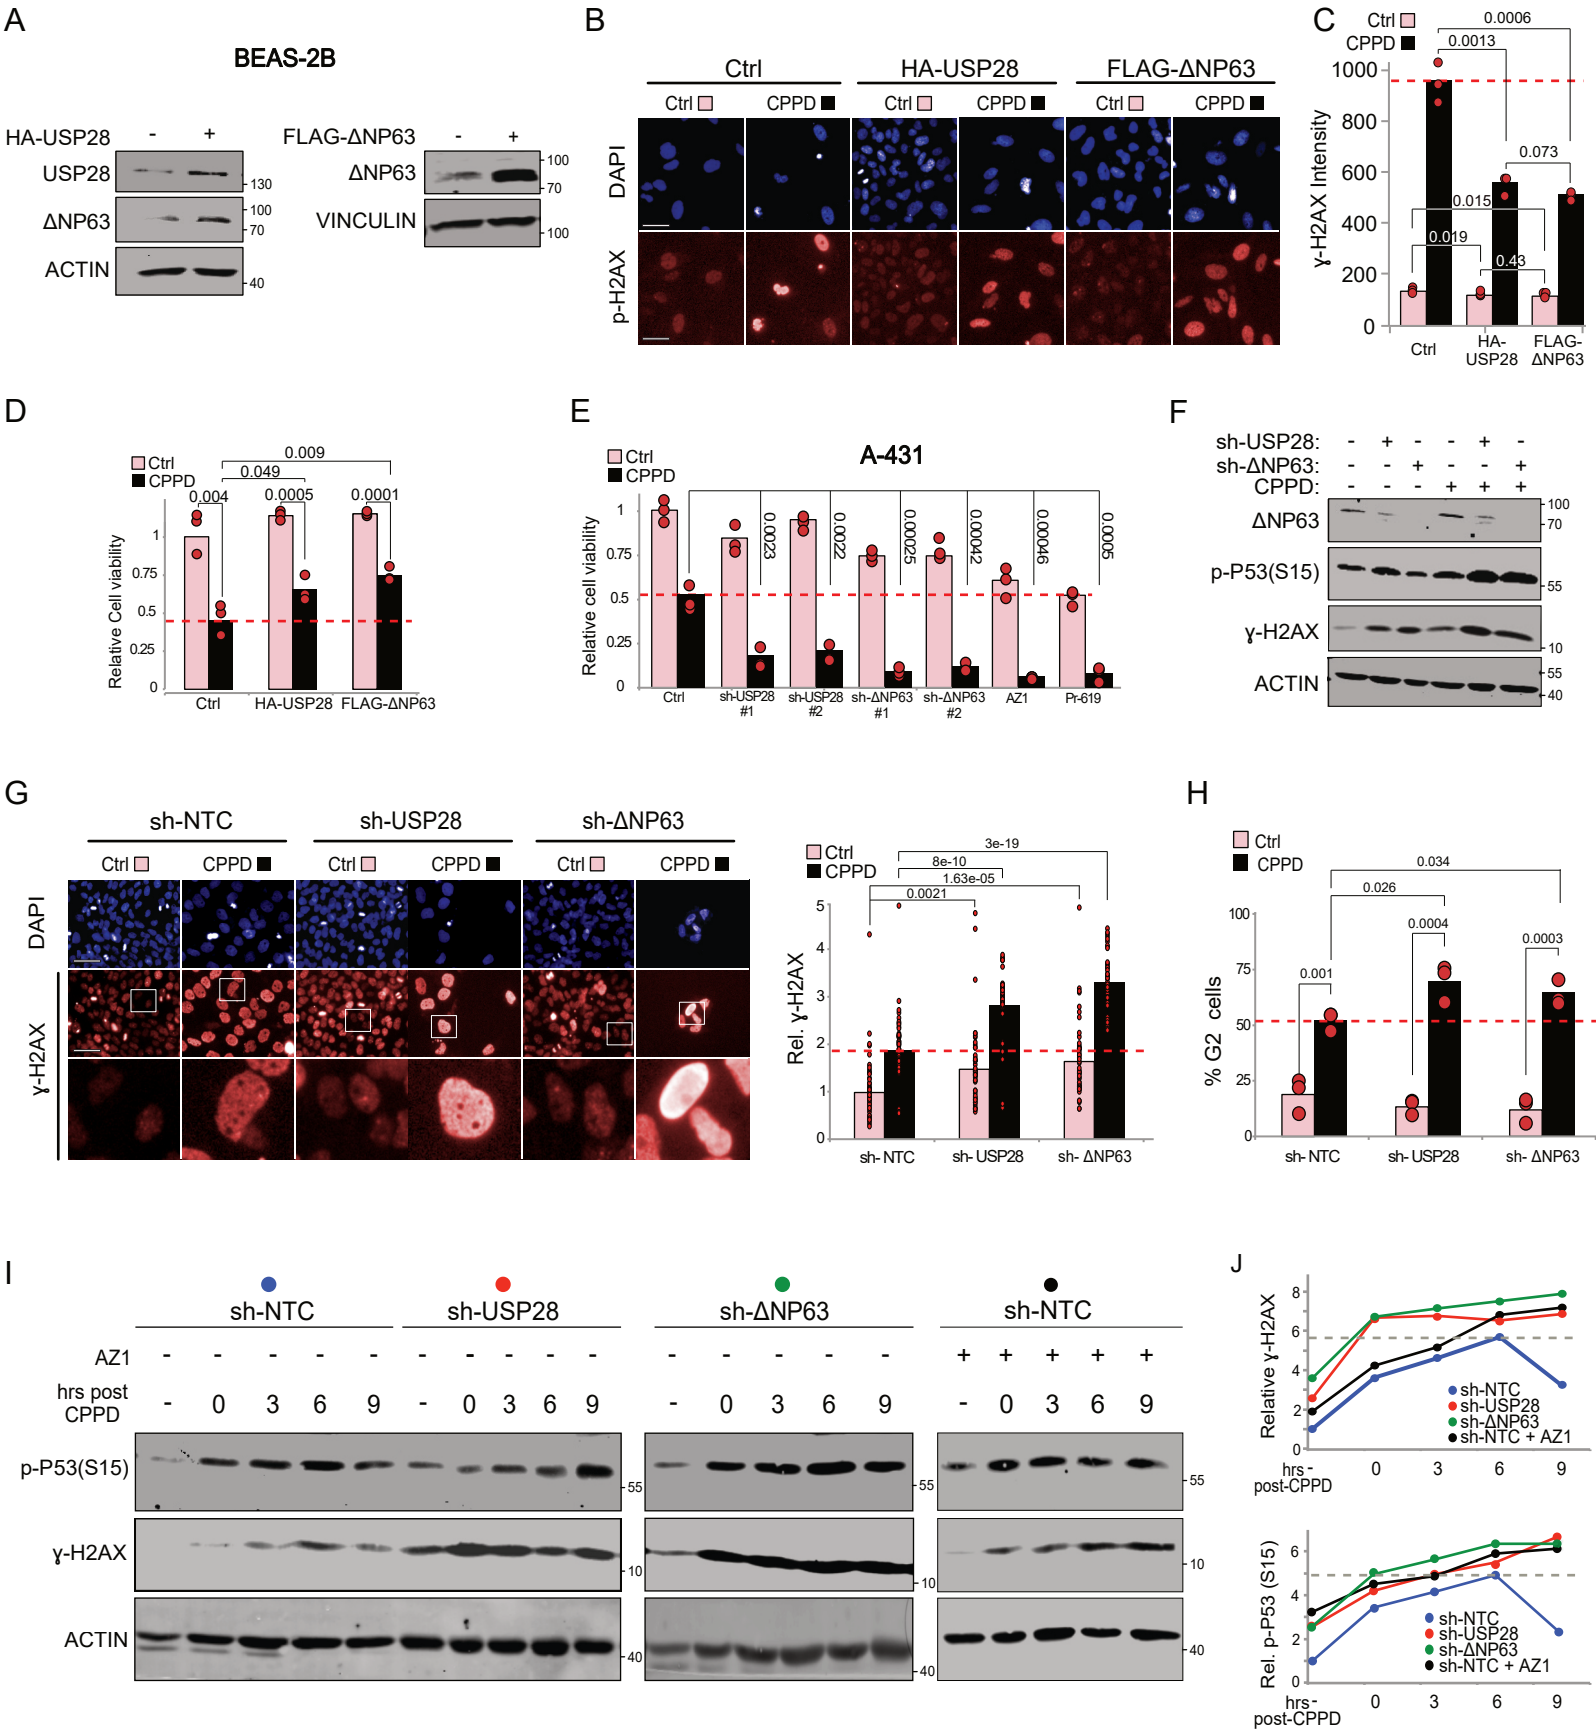 A
BEAS-2B
HA-USP28 - +
USP28
130
ΔNP63
100
70
ACTIN
40
FLAG-ΔNP63 - +
ΔNP63
100
70
VINCULIN
100
B
Ctrl HA-USP28 FLAG-ΔNP63
Ctrl CPPD Ctrl CPPD Ctrl CPPD
DAPI
p-H2AX
C
Ctrl
CPPD
0.0006
0.0013
0.073
0.015
0.019
0.43
ɣ-H2AX Intensity
1000
800
600
400
200
0
Ctrl
HA-
USP28
FLAG-
ΔNP63
D
Ctrl
CPPD
0.009
0.049
0.004 0.0005 0.0001
Relative Cell viability
1
0.75
0.5
0.25
0
Ctrl HA-USP28 FLAG-ΔNP63
E
A-431
Ctrl
CPPD
0.0023 0.0022 0.00025 0.00042 0.00046 0.0005
Relative cell viability
1
0.75
0.5
0.25
0
Ctrl
sh-USP28
#1
sh-USP28
#2
sh-ΔNP63
#1
sh-ΔNP63
#2
AZ1
Pr-619
F
sh-USP28: - + - - + -
sh-ΔNP63: - - + - - +
CPPD: - - - + + +
ΔNP63
100
70
p-P53(S15)
55
ɣ-H2AX
10
ACTIN
55
40
G
sh-NTC sh-USP28 sh-ΔNP63
Ctrl CPPD Ctrl CPPD Ctrl CPPD
DAPI
ɣ-H2AX
Ctrl
CPPD
3e-19
8e-10
1.63e-05
0.0021
Rel. ɣ-H2AX
5
4
3
2
1
0
sh-NTC sh-USP28 sh-ΔNP63
H
Ctrl
CPPD
0.034
0.026
0.0004
0.0003
0.001
% G2 cells
100
75
50
25
0
sh-NTC sh-USP28 sh-ΔNP63
I
sh-NTC sh-USP28 sh-ΔNP63 sh-NTC
AZ1 - - - - - - - - - - - - - - - + + + + +
hrs post
CPPD
- 0 3 6 9 - 0 3 6 9 - 0 3 6 9 - 0 3 6 9
p-P53(S15)
55 55 55
ɣ-H2AX
10 10 10
ACTIN
40 40 40
J
Relative ɣ-H2AX
8
6
4
2
0
sh-NTC
sh-USP28
sh-ΔNP63
sh-NTC + AZ1
hrs - 0 3 6 9
post-CPPD
Rel. p-P53 (S15)
6
4
2
0
sh-NTC
sh-USP28
sh-ΔNP63
sh-NTC + AZ1
hrs - 0 3 6 9
post-CPPD